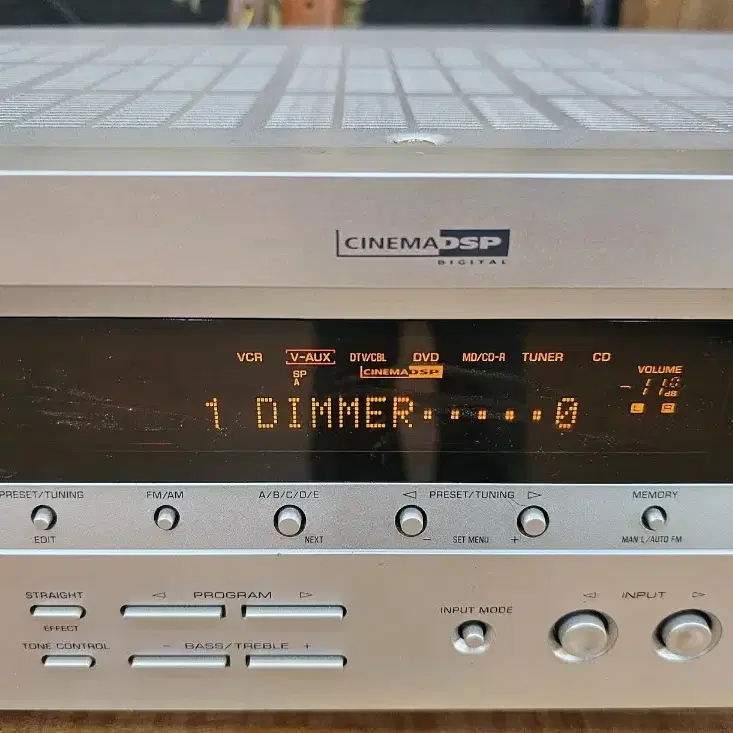 CINEMA DSP
DIGITAL
VCR V-AUX DTV/CBL DVD MD/CD-R TUNER CD
SP
A
CINEMA DSP
VOLUME
-110
dB
L R
1 DIMMER·····0
PRESET/TUNING FM/AM A/B/C/D/E ◁ PRESET/TUNING ▷ MEMORY
EDIT NEXT − SET MENU + MAN'L/AUTO FM
STRAIGHT ◁ PROGRAM ▷
EFFECT
INPUT MODE ◁ INPUT ▷
TONE CONTROL − BASS/TREBLE +